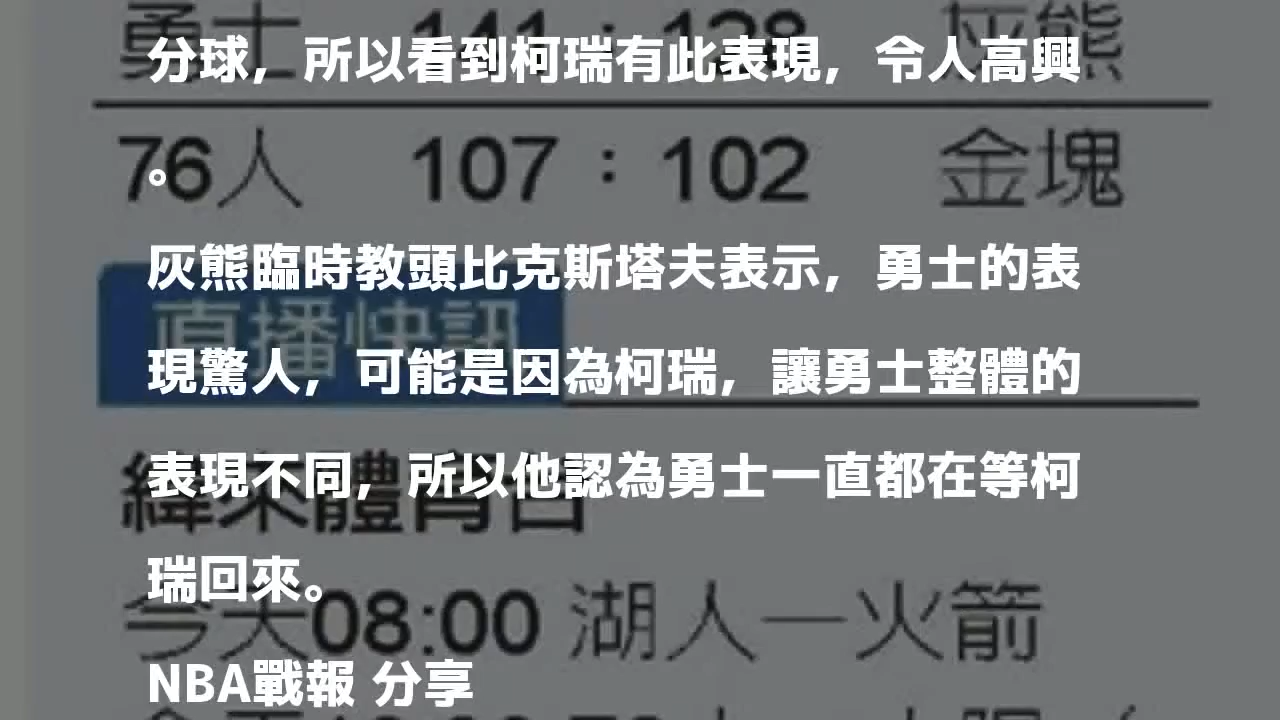 勇士 141：128 灰熊
分球，所以看到柯瑞有此表現，令人高興
。
76人 107：102 金塊
灰熊臨時教頭比克斯塔夫表示，勇士的表
直播快訊
現驚人，可能是因為柯瑞，讓勇士整體的
表現不同，所以他認為勇士一直都在等柯
緯來體育台
瑞回來。
今天08:00 湖人—火箭
NBA戰報 分享